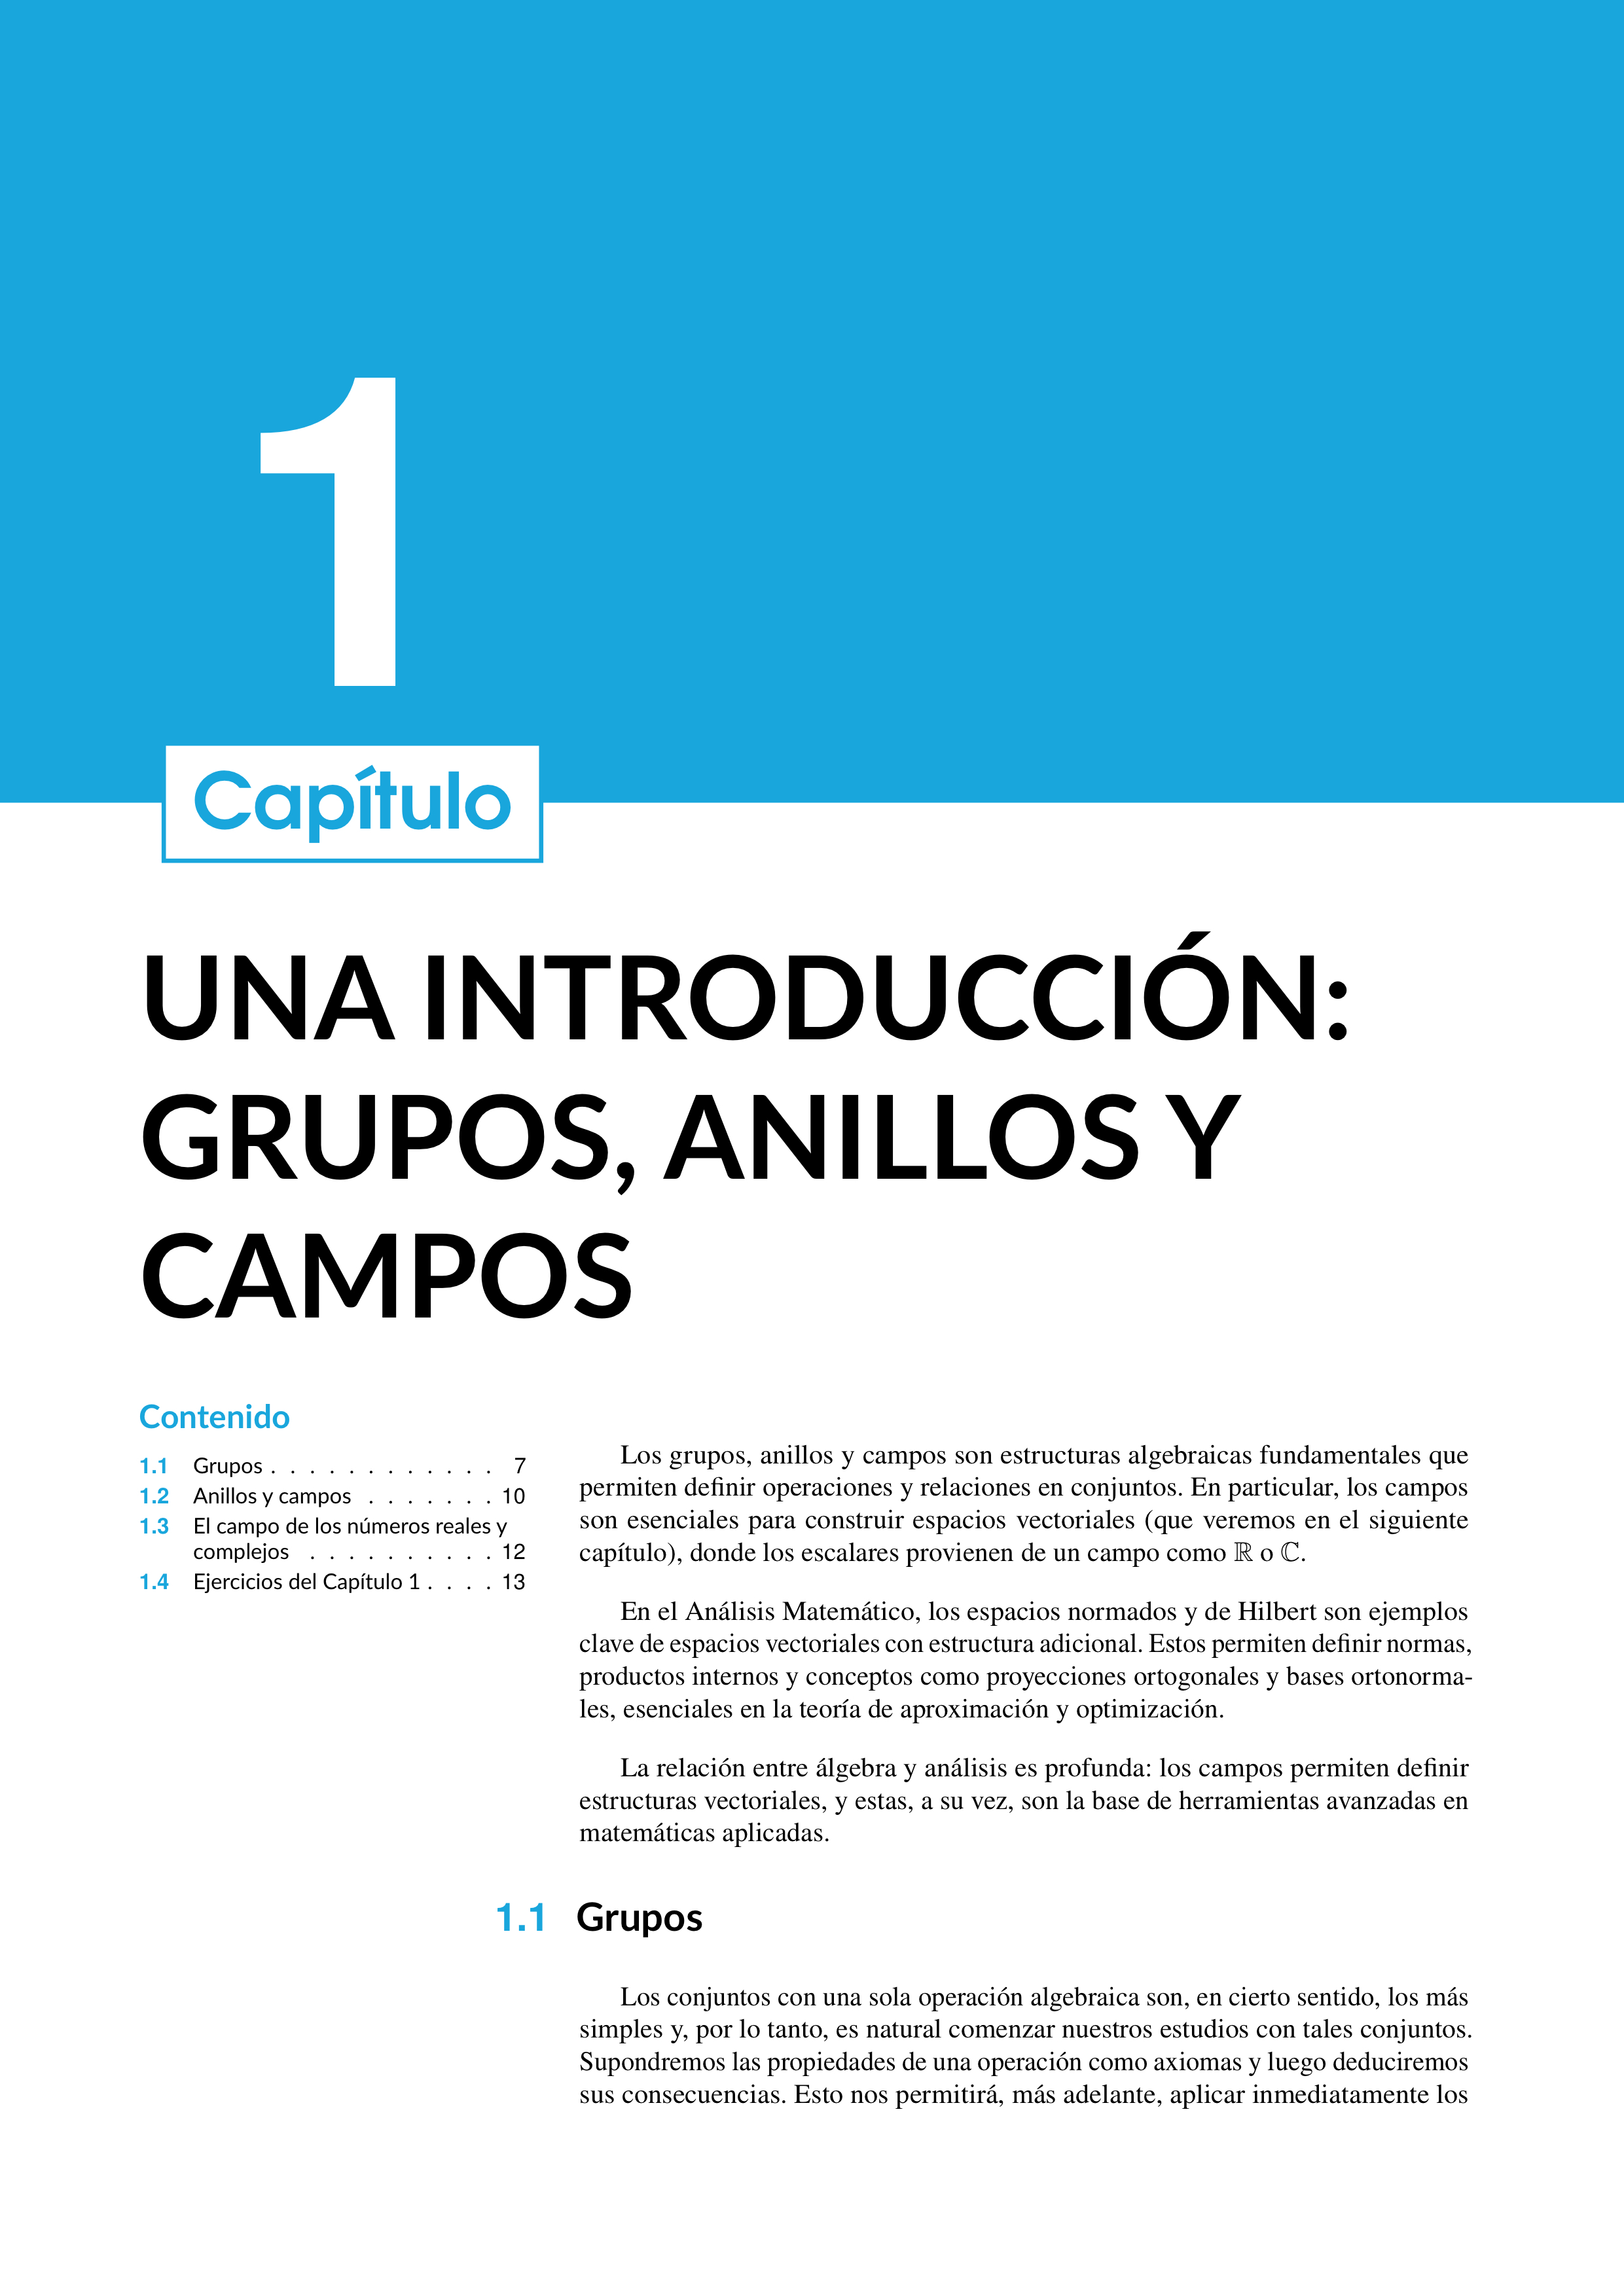 1
Capítulo
UNA INTRODUCCIÓN:
GRUPOS, ANILLOS Y
CAMPOS
Contenido
1.1 Grupos . . . . . . . . . . . . 7
1.2 Anillos y campos . . . . . . . 10
1.3 El campo de los números reales y
complejos . . . . . . . . . . 12
1.4 Ejercicios del Capítulo 1 . . . . 13
Los grupos, anillos y campos son estructuras algebraicas fundamentales que
permiten definir operaciones y relaciones en conjuntos. En particular, los campos
son esenciales para construir espacios vectoriales (que veremos en el siguiente
capítulo), donde los escalares provienen de un campo como ℝ o ℂ.
En el Análisis Matemático, los espacios normados y de Hilbert son ejemplos
clave de espacios vectoriales con estructura adicional. Estos permiten definir normas,
productos internos y conceptos como proyecciones ortogonales y bases ortonorma-
les, esenciales en la teoría de aproximación y optimización.
La relación entre álgebra y análisis es profunda: los campos permiten definir
estructuras vectoriales, y estas, a su vez, son la base de herramientas avanzadas en
matemáticas aplicadas.
1.1 Grupos
Los conjuntos con una sola operación algebraica son, en cierto sentido, los más
simples y, por lo tanto, es natural comenzar nuestros estudios con tales conjuntos.
Supondremos las propiedades de una operación como axiomas y luego deduciremos
sus consecuencias. Esto nos permitirá, más adelante, aplicar inmediatamente los